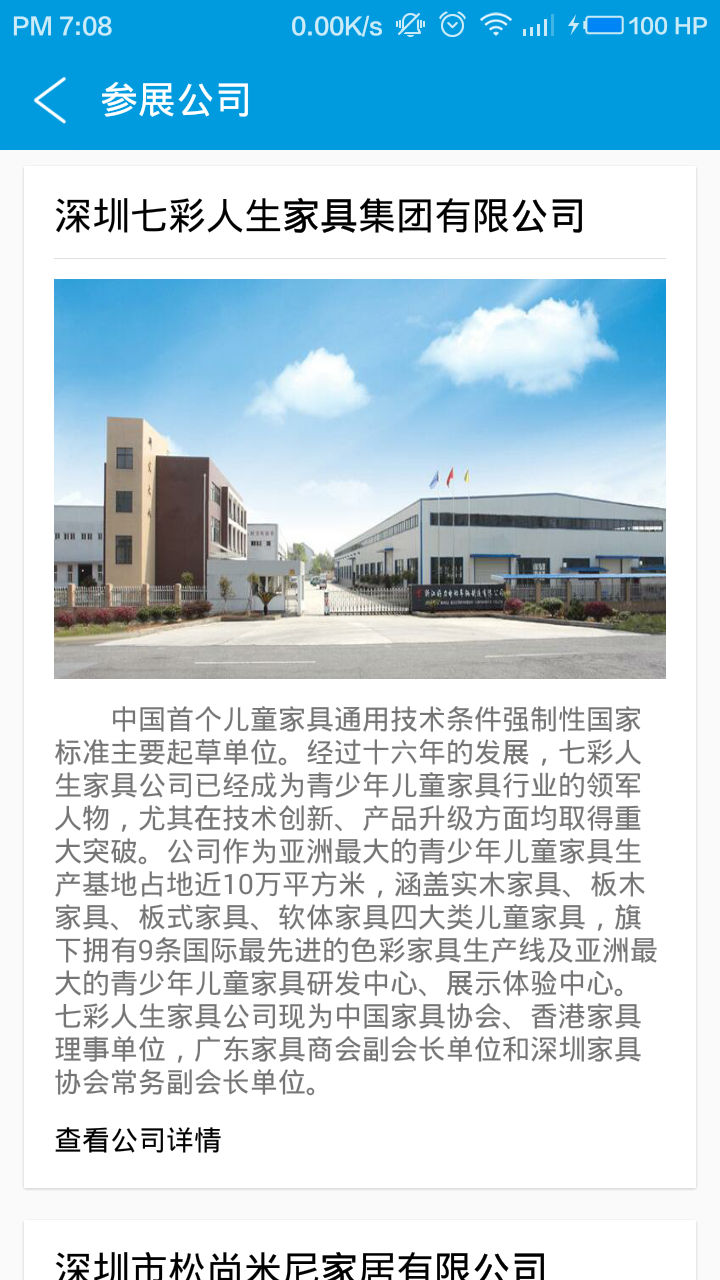 PM 7:08 0.00K/s 100 HP
参展公司
深圳七彩人生家具集团有限公司
中国首个儿童家具通用技术条件强制性国家
标准主要起草单位。经过十六年的发展，七彩人
生家具公司已经成为青少年儿童家具行业的领军
人物，尤其在技术创新、产品升级方面均取得重
大突破。公司作为亚洲最大的青少年儿童家具生
产基地占地近10万平方米，涵盖实木家具、板木
家具、板式家具、软体家具四大类儿童家具，旗
下拥有9条国际最先进的色彩家具生产线及亚洲最
大的青少年儿童家具研发中心、展示体验中心。
七彩人生家具公司现为中国家具协会、香港家具
理事单位，广东家具商会副会长单位和深圳家具
协会常务副会长单位。
查看公司详情
深圳市松尚米尼家居有限公司